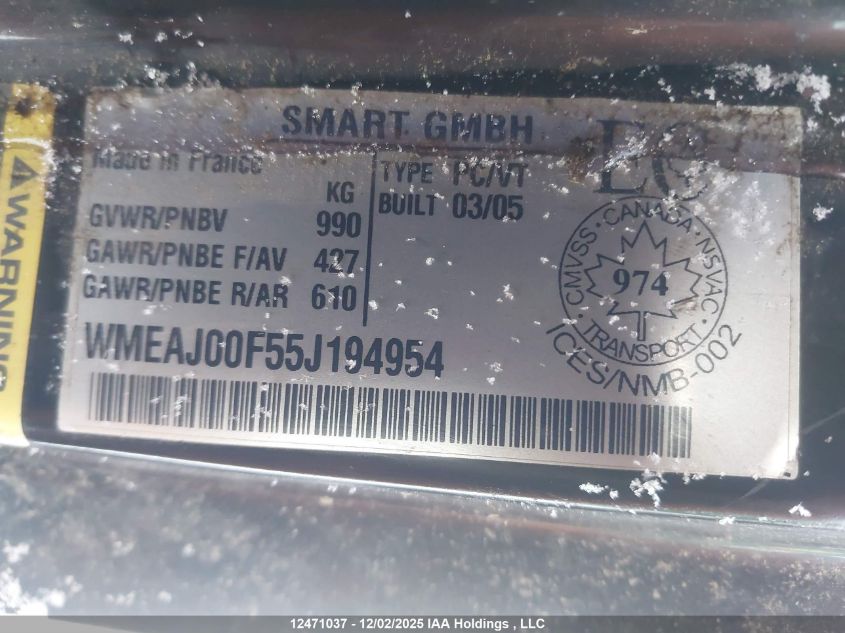 WARNING
SMART GMBH
Made in France
KG
GVWR/PNBV 990
GAWR/PNBE F/AV 427
GAWR/PNBE R/AR 610
TYPE PC/VT
BUILT 03/05
CMVSS · CANADA · NSVAC
974
TRANSPORT
ICES/NMB-002
WMEAJ00F55J194954
12471037 - 12/02/2025 IAA Holdings , LLC